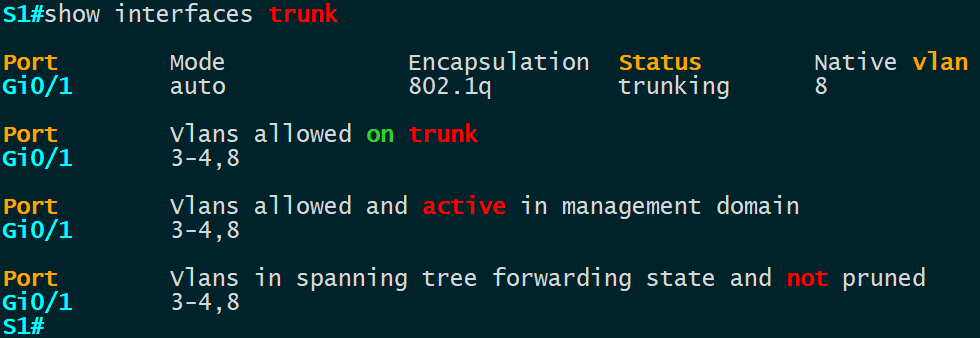 S1#show interfaces trunk
Port Mode Encapsulation Status Native vlan
Gi0/1 auto 802.1q trunking 8
Port Vlans allowed on trunk
Gi0/1 3-4,8
Port Vlans allowed and active in management domain
Gi0/1 3-4,8
Port Vlans in spanning tree forwarding state and not pruned
Gi0/1 3-4,8
S1#